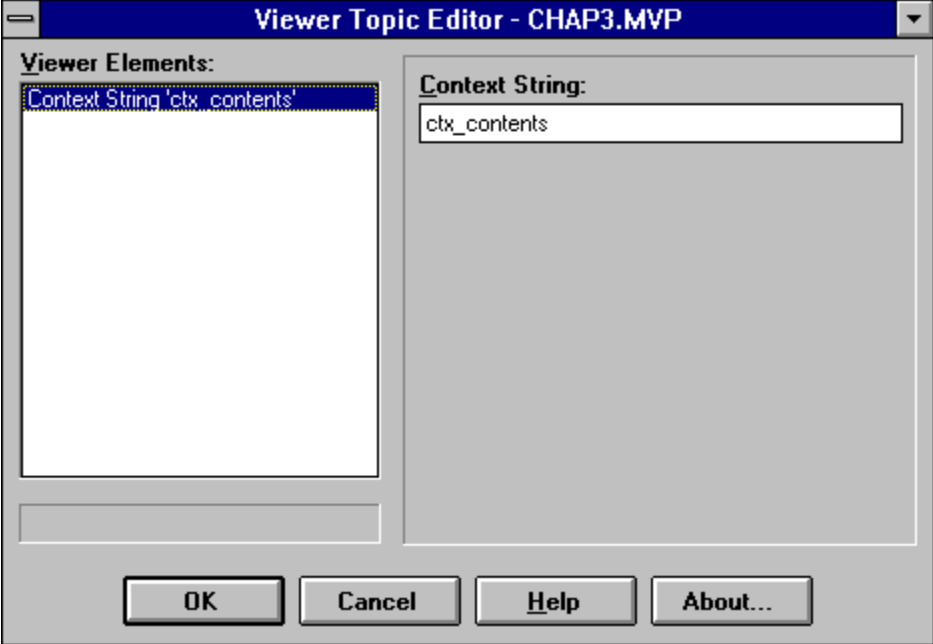 Viewer Topic Editor - CHAP3.MVP
Viewer Elements:
Context String 'ctx_contents'
Context String:
ctx_contents
OK
Cancel
Help
About...